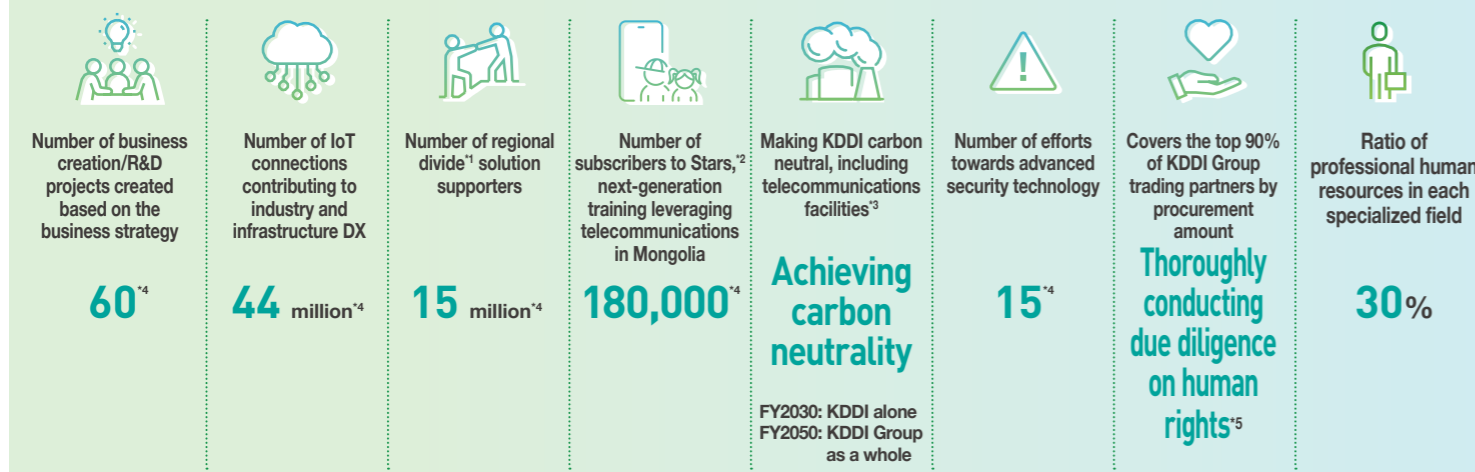 Number of business
creation/R&D
projects created
based on the
business strategy
60*4
Number of IoT
connections
contributing to
industry and
infrastructure DX
44 million*4
Number of regional
divide*1 solution
supporters
15 million*4
Number of
subscribers to Stars,*2
next-generation
training leveraging
telecommunications
in Mongolia
180,000*4
Making KDDI carbon
neutral, including
telecommunications
facilities*3
Achieving
carbon
neutrality
FY2030: KDDI alone
FY2050: KDDI Group
as a whole
Number of efforts
towards advanced
security technology
15*4
Covers the top 90%
of KDDI Group
trading partners by
procurement
amount
Thoroughly
conducting
due diligence
on human
rights*5
Ratio of
professional human
resources in each
specialized field
30%